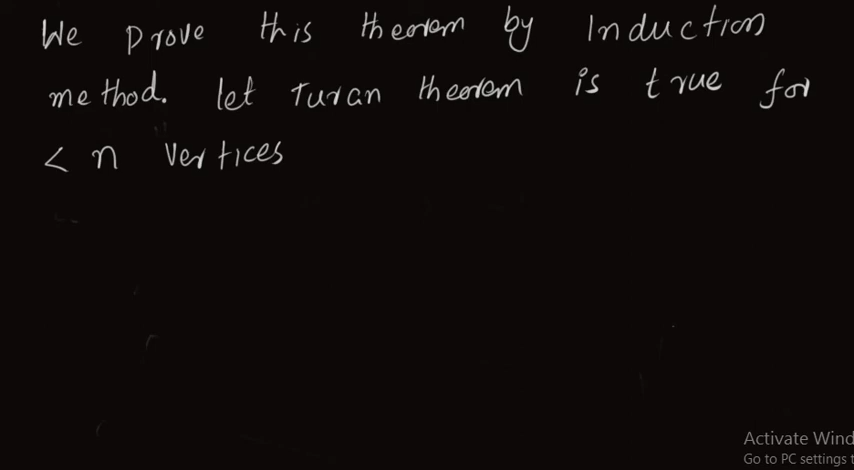 We prove this theorem by Induction
method. let Turan theorem is true for
< n vertices
Activate Wind
Go to PC settings t